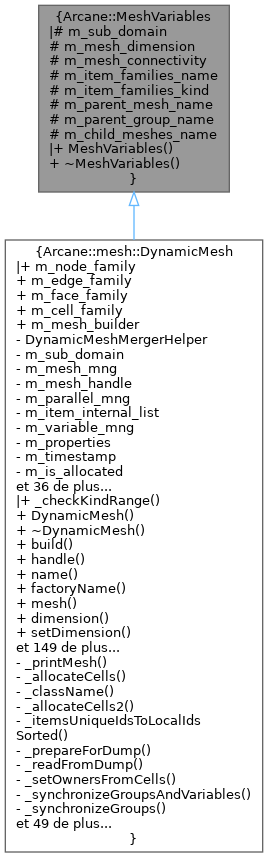 {Arcane::MeshVariables
|# m_sub_domain
# m_mesh_dimension
# m_mesh_connectivity
# m_item_families_name
# m_item_families_kind
# m_parent_mesh_name
# m_parent_group_name
# m_child_meshes_name
|+ MeshVariables()
+ ~MeshVariables()
}
{Arcane::mesh::DynamicMesh
|+ m_node_family
+ m_edge_family
+ m_face_family
+ m_cell_family
+ m_mesh_builder
- DynamicMeshMergerHelper
- m_sub_domain
- m_mesh_mng
- m_mesh_handle
- m_parallel_mng
- m_item_internal_list
- m_variable_mng
- m_properties
- m_timestamp
- m_is_allocated
et 36 de plus...
|+ _checkKindRange()
+ DynamicMesh()
+ ~DynamicMesh()
+ build()
+ handle()
+ name()
+ factoryName()
+ mesh()
+ dimension()
+ setDimension()
et 149 de plus...
- _printMesh()
- _allocateCells()
- _className()
- _allocateCells2()
- _itemsUniqueIdsToLocalIds
Sorted()
- _prepareForDump()
- _readFromDump()
- _setOwnersFromCells()
- _synchronizeGroupsAndVariables()
- _synchronizeGroups()
et 49 de plus...
}